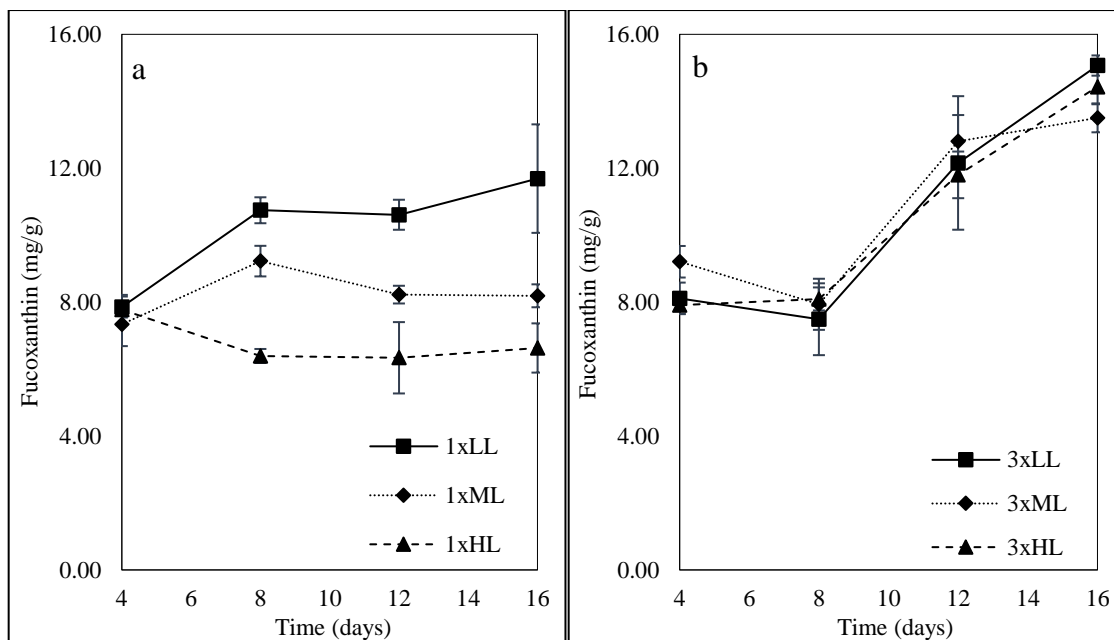 a
16.00
12.00
8.00
4.00
0.00
Fucoxanthin (mg/g)
1xLL
1xML
1xHL
4 6 8 10 12 14 16
Time (days)
b
16.00
12.00
8.00
4.00
0.00
Fucoxanthin (mg/g)
3xLL
3xML
3xHL
4 6 8 10 12 14 16
Time (days)